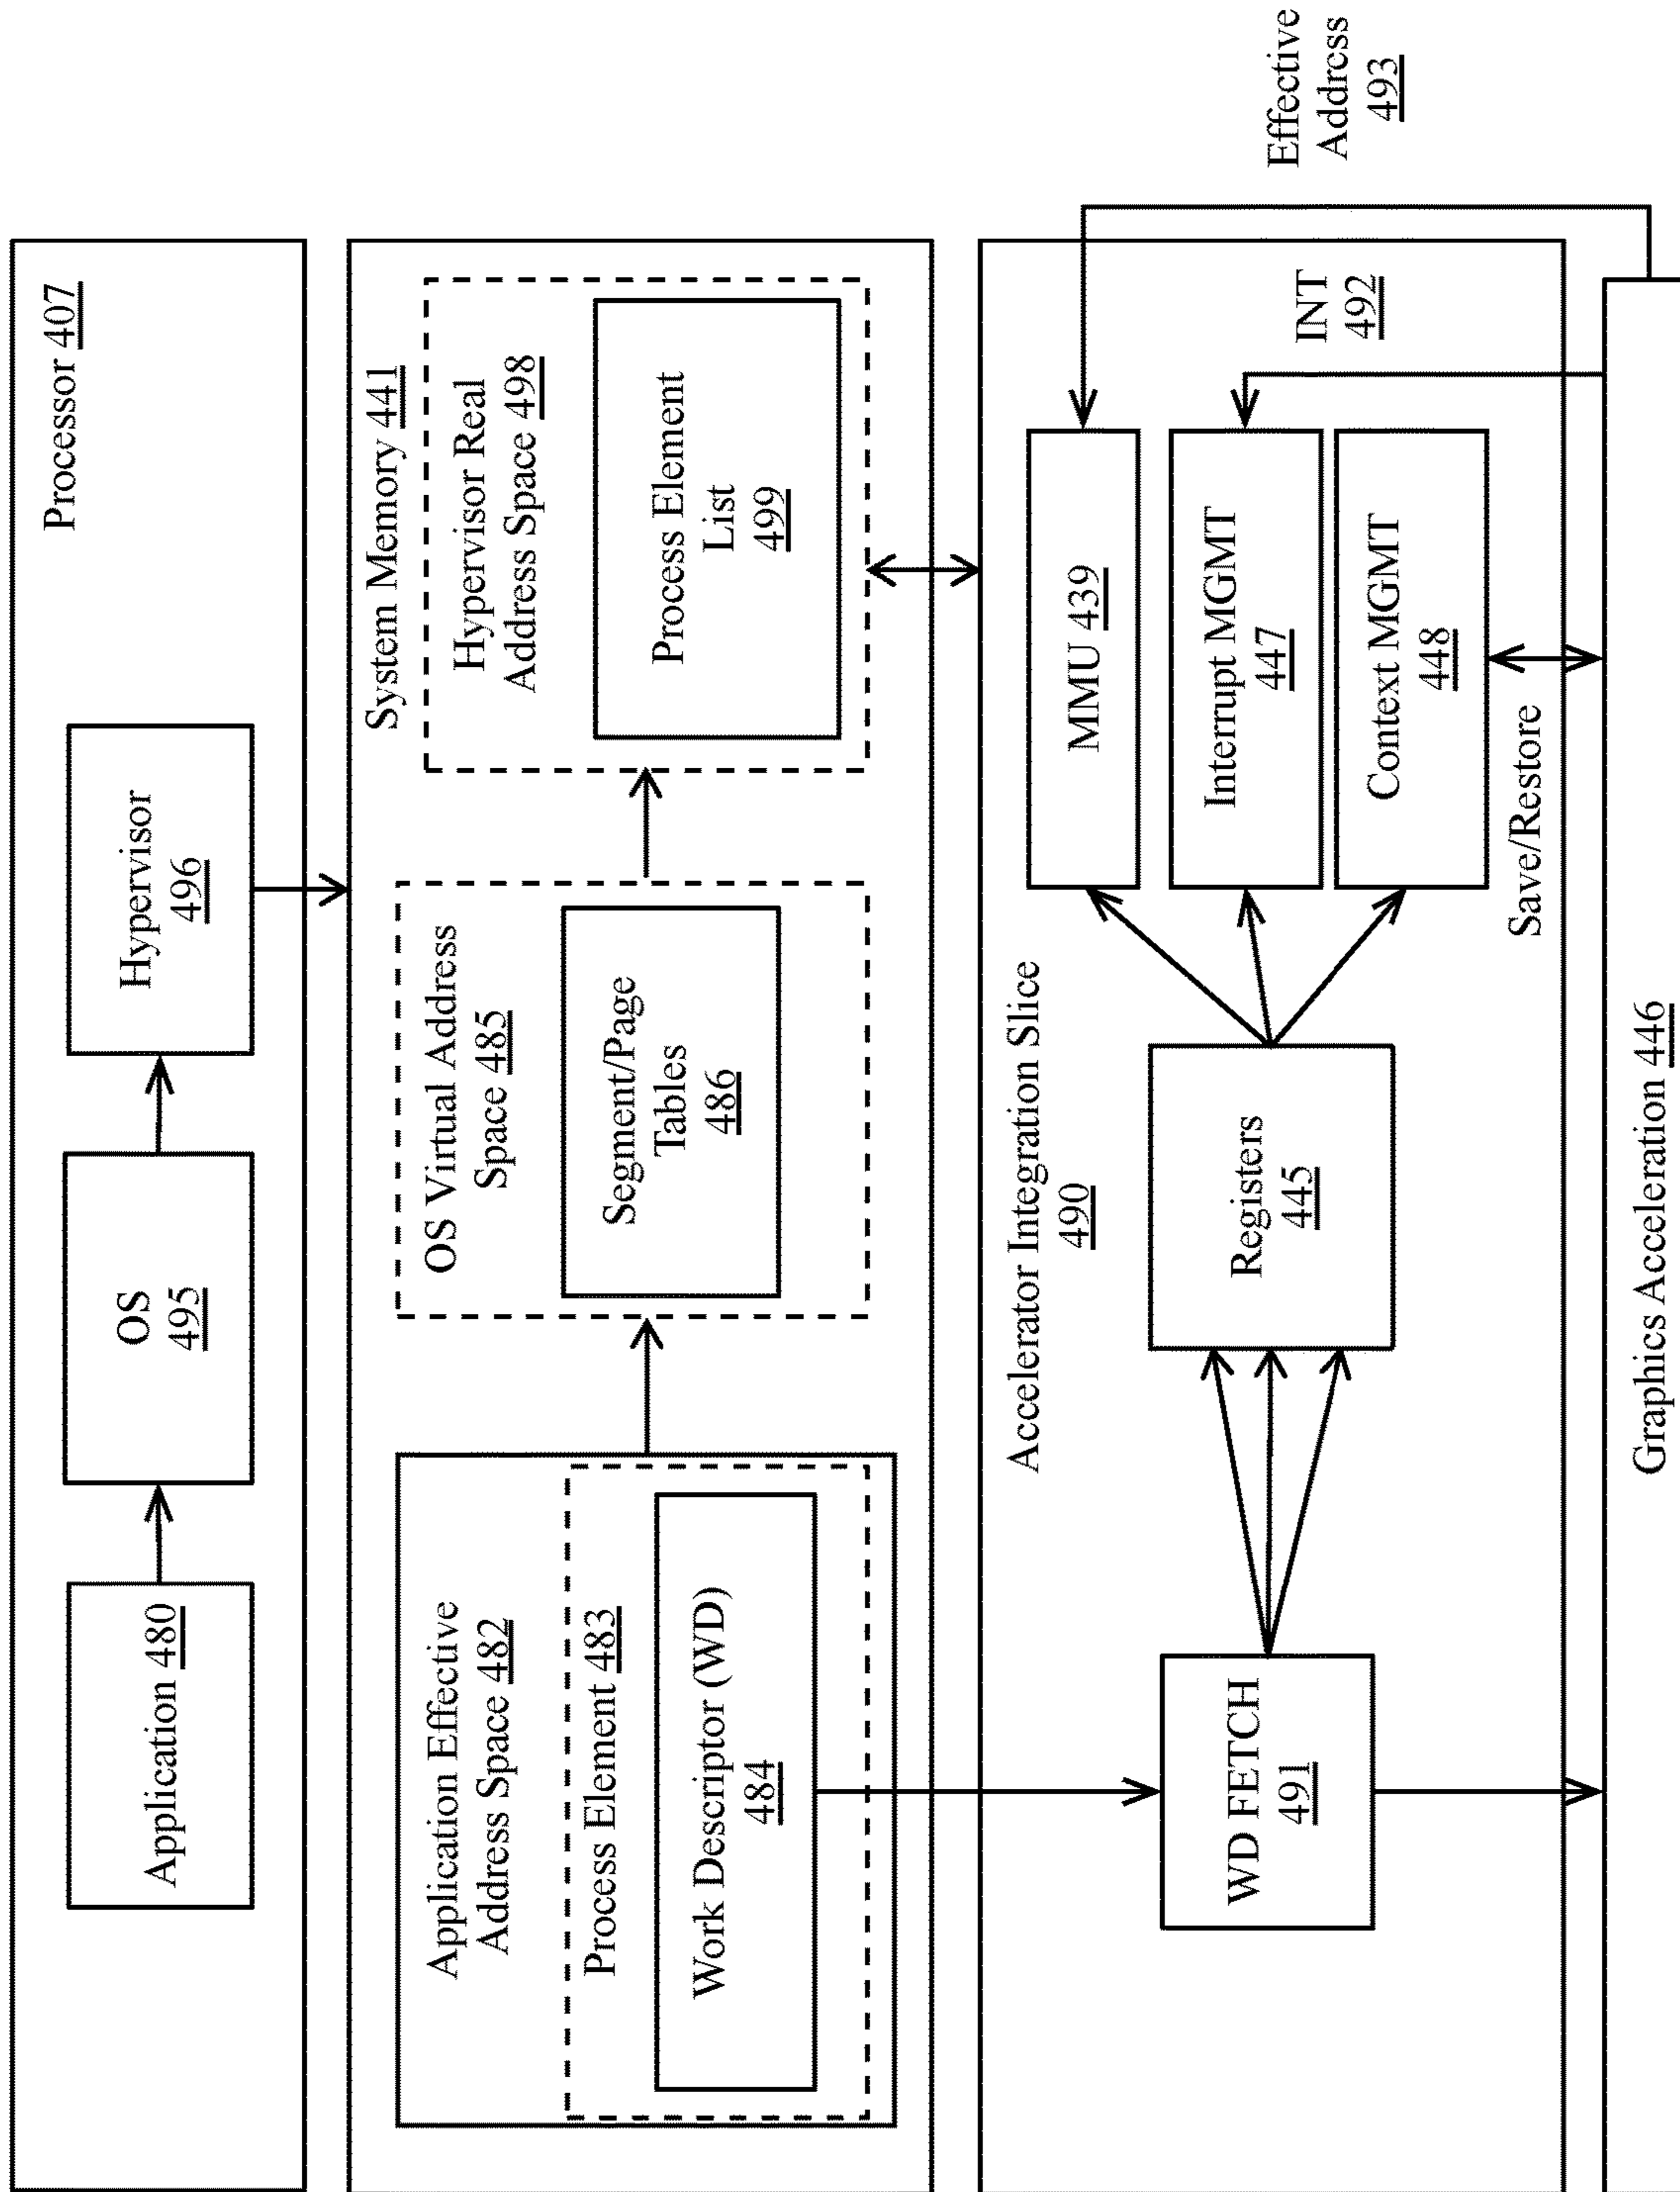 Processor 407
Application 480
OS
495
Hypervisor
496
System Memory 441
Application Effective
Address Space 482
Process Element 483
Work Descriptor (WD)
484
OS Virtual Address
Space 485
Segment/Page
Tables
486
Hypervisor Real
Address Space 498
Process Element
List
499
Accelerator Integration Slice
490
WD FETCH
491
Registers
445
MMU 439
Interrupt MGMT
447
Context MGMT
448
INT
492
Effective
Address
493
Save/Restore
Graphics Acceleration 446